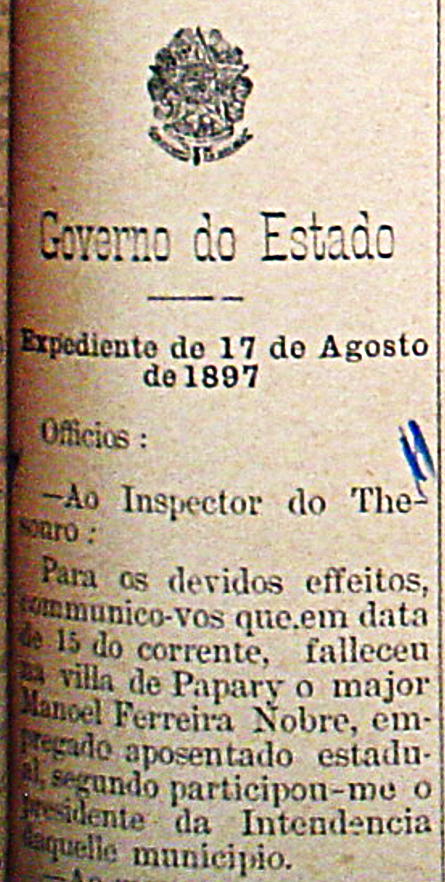 Governo do Estado
Expediente de 17 de Agosto
de 1897
Officios :
—Ao Inspector do The-
souro :
Para os devidos effeitos,
communico-vos que.em data
de 15 do corrente, falleceu
na villa de Papary o major
Manoel Ferreira Nobre, em-
pregado aposentado estadu-
al, segundo participou-me o
presidente da Intendencia
daquelle municipio.
—Ao